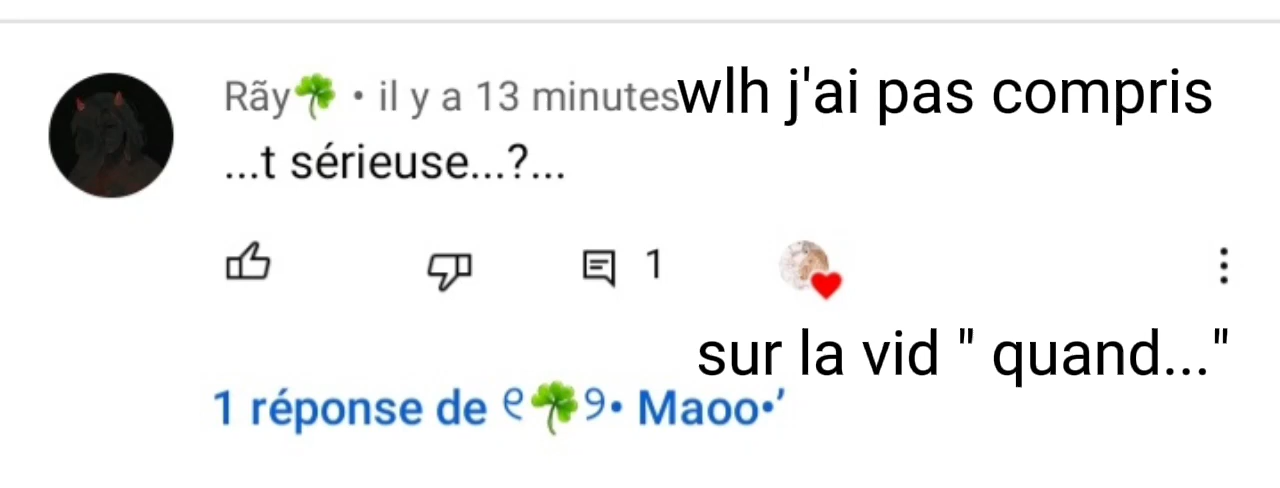 Rãy☘️ • il y a 13 minutes
wlh j'ai pas compris
...t sérieuse...?...
1
sur la vid " quand..."
1 réponse de ୧☘️୨• Maoo•’